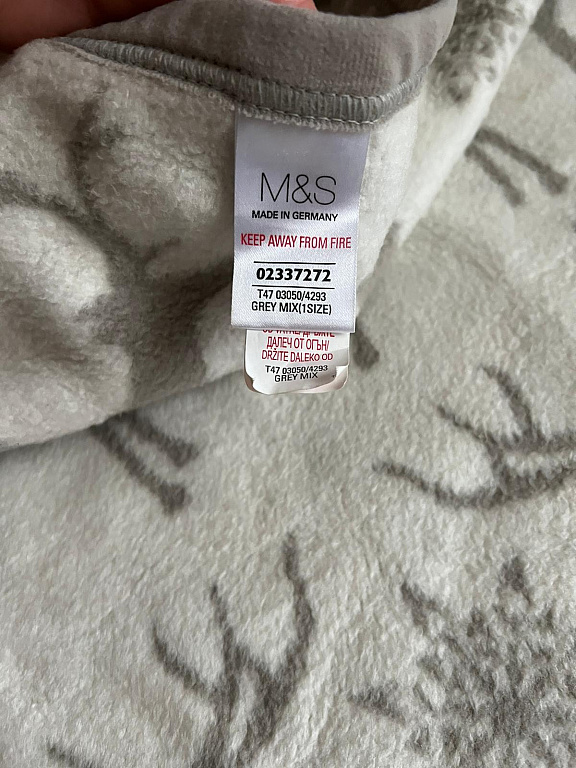 M&S
MADE IN GERMANY
KEEP AWAY FROM FIRE
02337272
T47 03050/4293
GREY MIX(1SIZE)
ДАЛЕЧ ОТ ОГЪН/
DRŽITE DALEKO OD
T47 03050/4293
GREY MIX